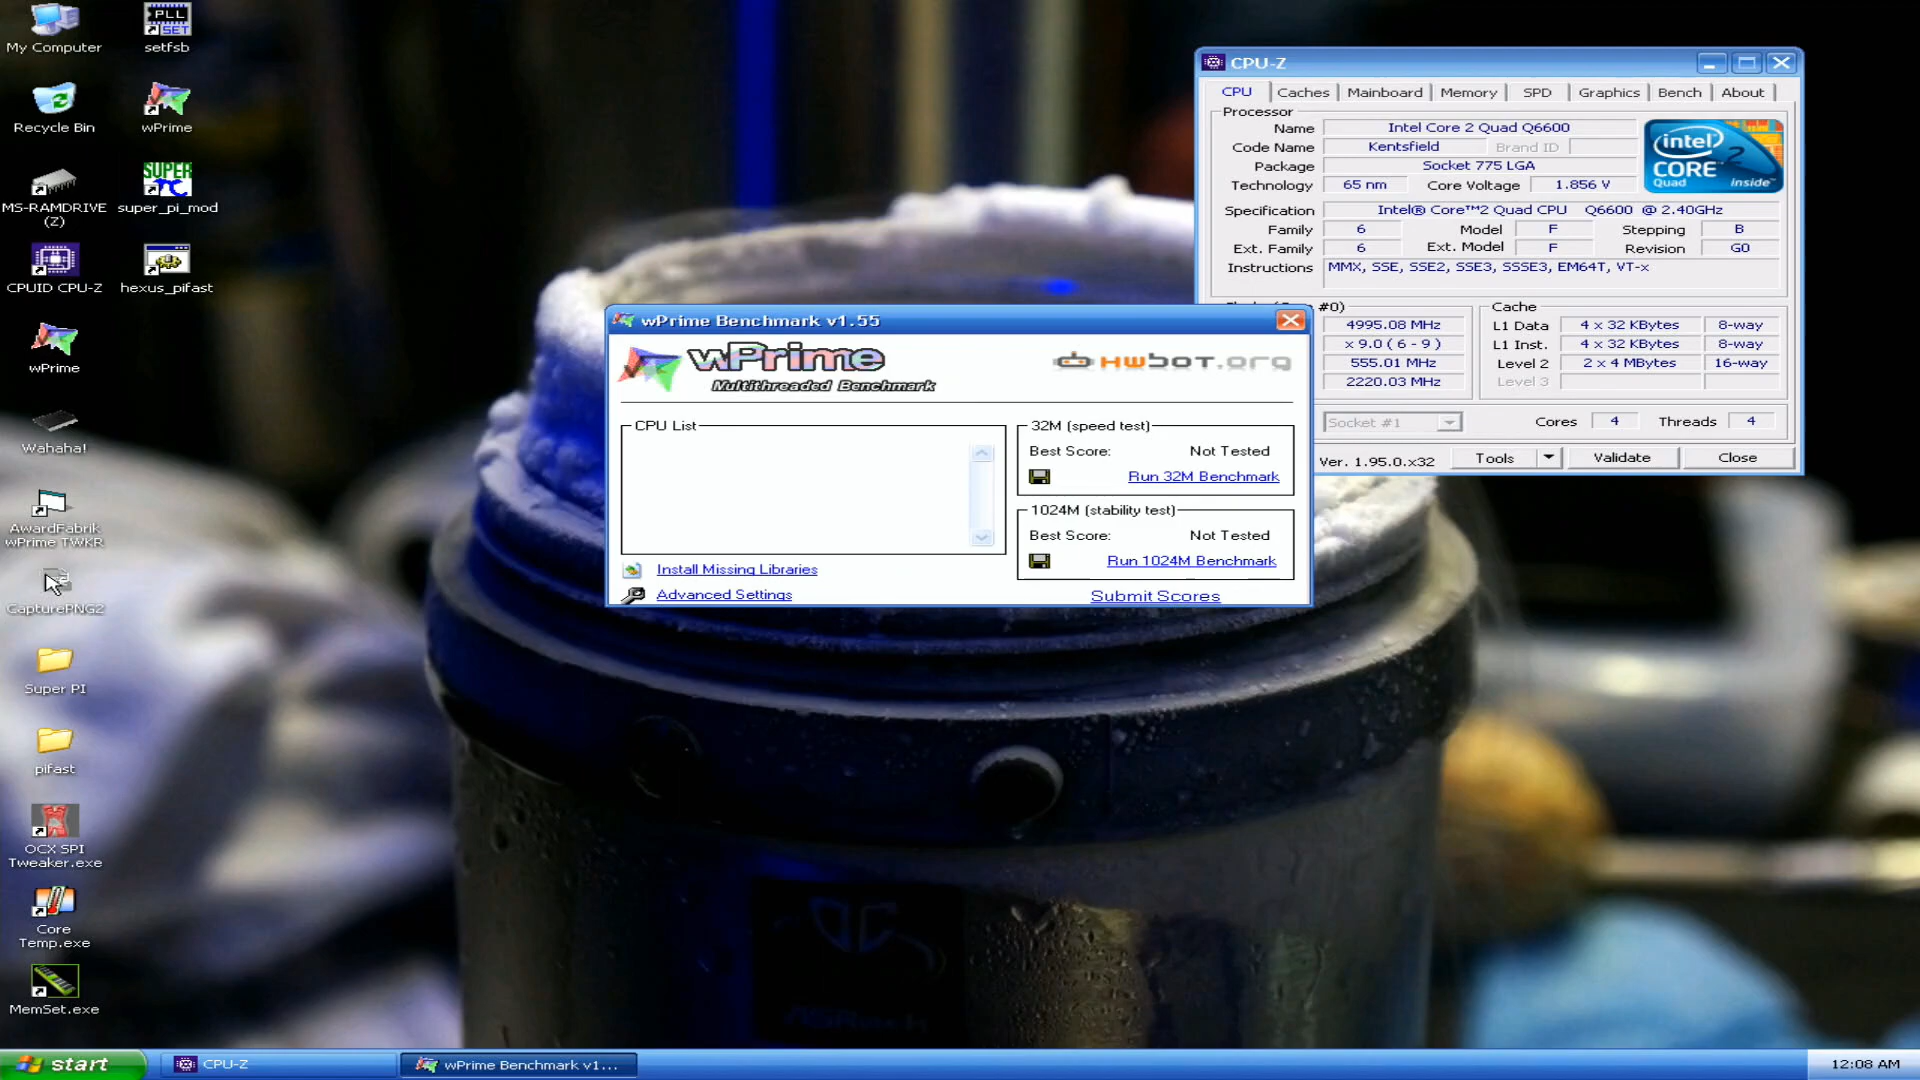 My Computer
setfsb
PLL
SET
Recycle Bin
wPrime
MS-RAMDRIVE
(Z)
SUPER
super_pi_mod
CPUID CPU-Z
hexus_pifast
wPrime
Wahaha!
AwardFabrik
wPrime TWKR
CapturePNG2
Super PI
pifast
OCX SPI
Tweaker.exe
Core
Temp.exe
MemSet.exe
CPU-Z
CPU Caches Mainboard Memory SPD Graphics Bench About
Processor
Name Intel Core 2 Quad Q6600
Code Name Kentsfield Brand ID
Package Socket 775 LGA
Technology 65 nm Core Voltage 1.856 V
intel
CORE 2
Quad inside™
Specification Intel® Core™2 Quad CPU Q6600 @ 2.40GHz
Family 6 Model F Stepping B
Ext. Family 6 Ext. Model F Revision G0
Instructions MMX, SSE, SSE2, SSE3, SSSE3, EM64T, VT-x
#0)
4995.08 MHz
x 9.0 ( 6 - 9 )
555.01 MHz
2220.03 MHz
Cache
L1 Data 4 x 32 KBytes 8-way
L1 Inst. 4 x 32 KBytes 8-way
Level 2 2 x 4 MBytes 16-way
Level 3
Socket #1 Cores 4 Threads 4
Ver. 1.95.0.x32 Tools Validate Close
wPrime Benchmark v1.55
wPrime
Multithreaded Benchmark
HWBOT.org
CPU List
32M (speed test)
Best Score: Not Tested
Run 32M Benchmark
1024M (stability test)
Best Score: Not Tested
Run 1024M Benchmark
Install Missing Libraries
Advanced Settings
Submit Scores
start
CPU-Z
wPrime Benchmark v1...
12:08 AM